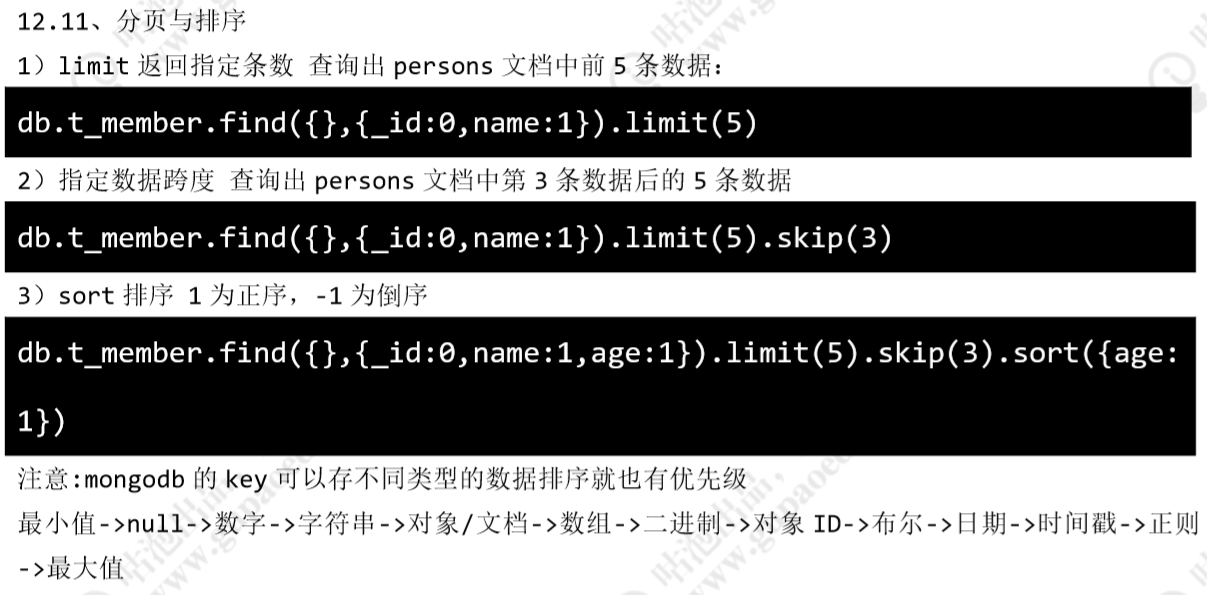 12.11、分页与排序
1）limit 返回指定条数 查询出 persons 文档中前 5 条数据：
db.t_member.find({},{_id:0,name:1}).limit(5)
2）指定数据跨度 查询出 persons 文档中第 3 条数据后的 5 条数据
db.t_member.find({},{_id:0,name:1}).limit(5).skip(3)
3）sort 排序 1 为正序，-1 为倒序
db.t_member.find({},{_id:0,name:1,age:1}).limit(5).skip(3).sort({age:
1})
注意:mongodb 的 key 可以存不同类型的数据排序就也有优先级
最小值->null->数字->字符串->对象/文档->数组->二进制->对象 ID->布尔->日期->时间戳->正则
->最大值